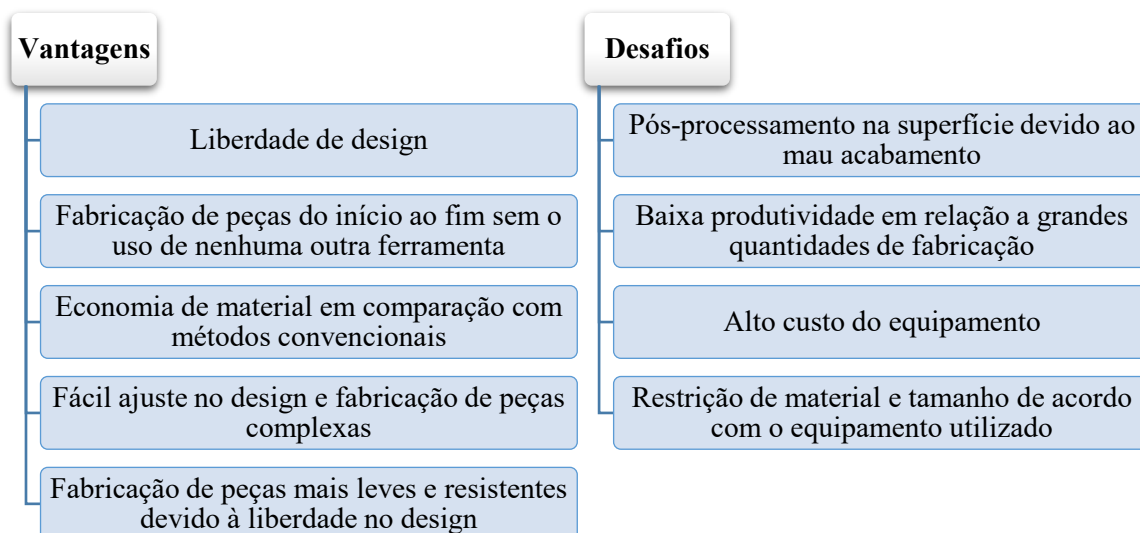 Vantagens
Liberdade de design
Fabricação de peças do início ao fim sem o
uso de nenhuma outra ferramenta
Economia de material em comparação com
métodos convencionais
Fácil ajuste no design e fabricação de peças
complexas
Fabricação de peças mais leves e resistentes
devido à liberdade no design
Desafios
Pós-processamento na superfície devido ao
mau acabamento
Baixa produtividade em relação a grandes
quantidades de fabricação
Alto custo do equipamento
Restrição de material e tamanho de acordo
com o equipamento utilizado